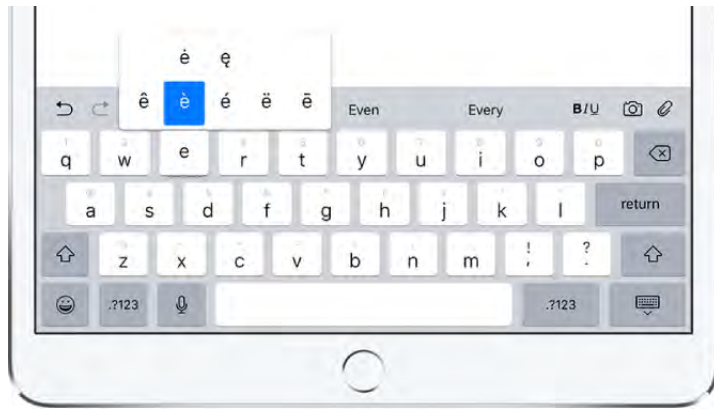 ė ę
ê è é ë ē
Even Every B I U
q w e r t y u i o p
a s d f g h j k l return
z x c v b n m ! , ? .
.?123 .?123